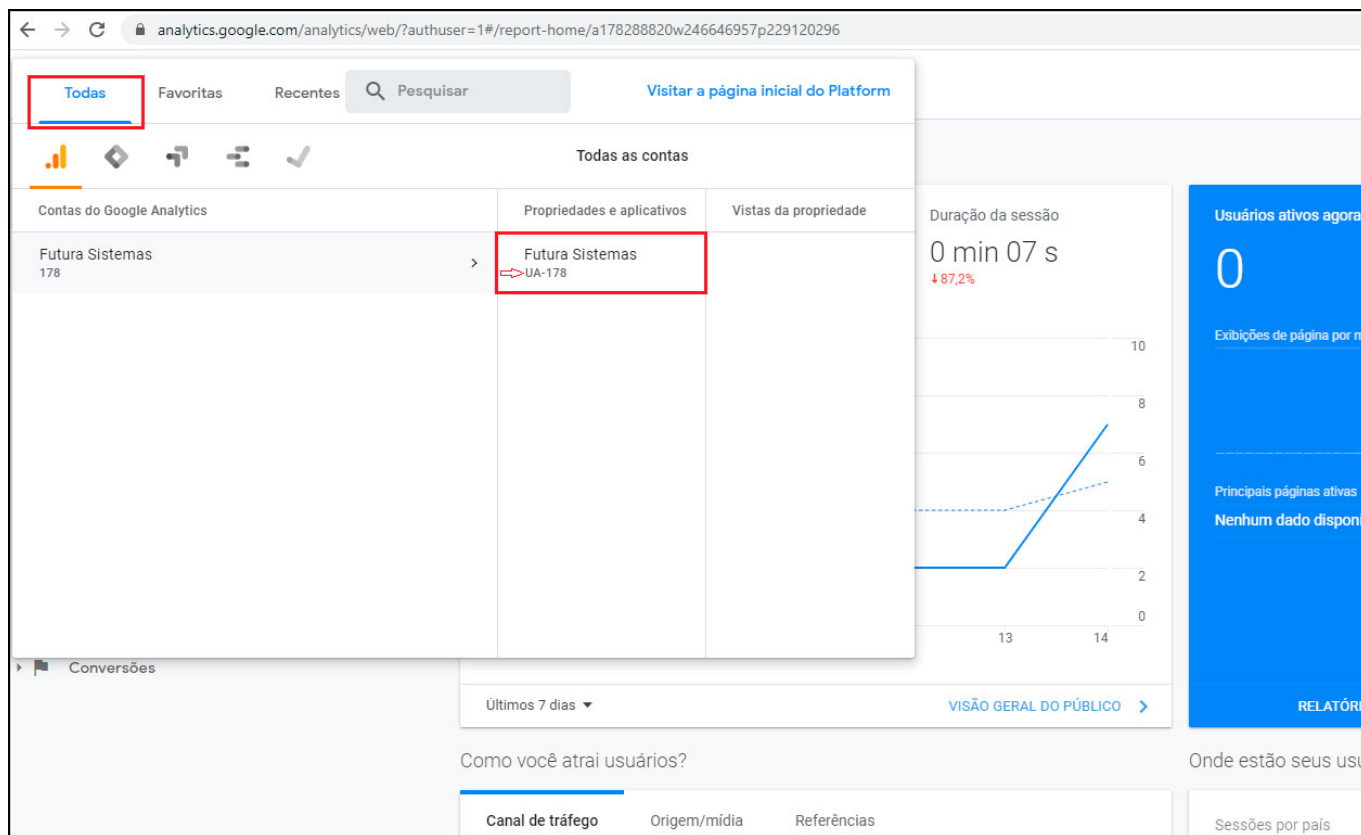 analytics.google.com/analytics/web/?authuser=1#/report-home/a178288820w246646957p229120296
Todas Favoritas Recentes Pesquisar Visitar a página inicial do Platform
Todas as contas
Contas do Google Analytics Propriedades e aplicativos Vistas da propriedade
Futura Sistemas
178
Futura Sistemas
UA-178
Duração da sessão
0 min 07 s
87,2%
10
8
6
4
2
0
13 14
Usuários ativos agora
0
Exibições de página por m
Principais páginas ativas
Nenhum dado disponí
Conversões
Últimos 7 dias VISÃO GERAL DO PÚBLICO
RELATÓRI
Como você atrai usuários?
Onde estão seus usu
Canal de tráfego Origem/mídia Referências
Sessões por país